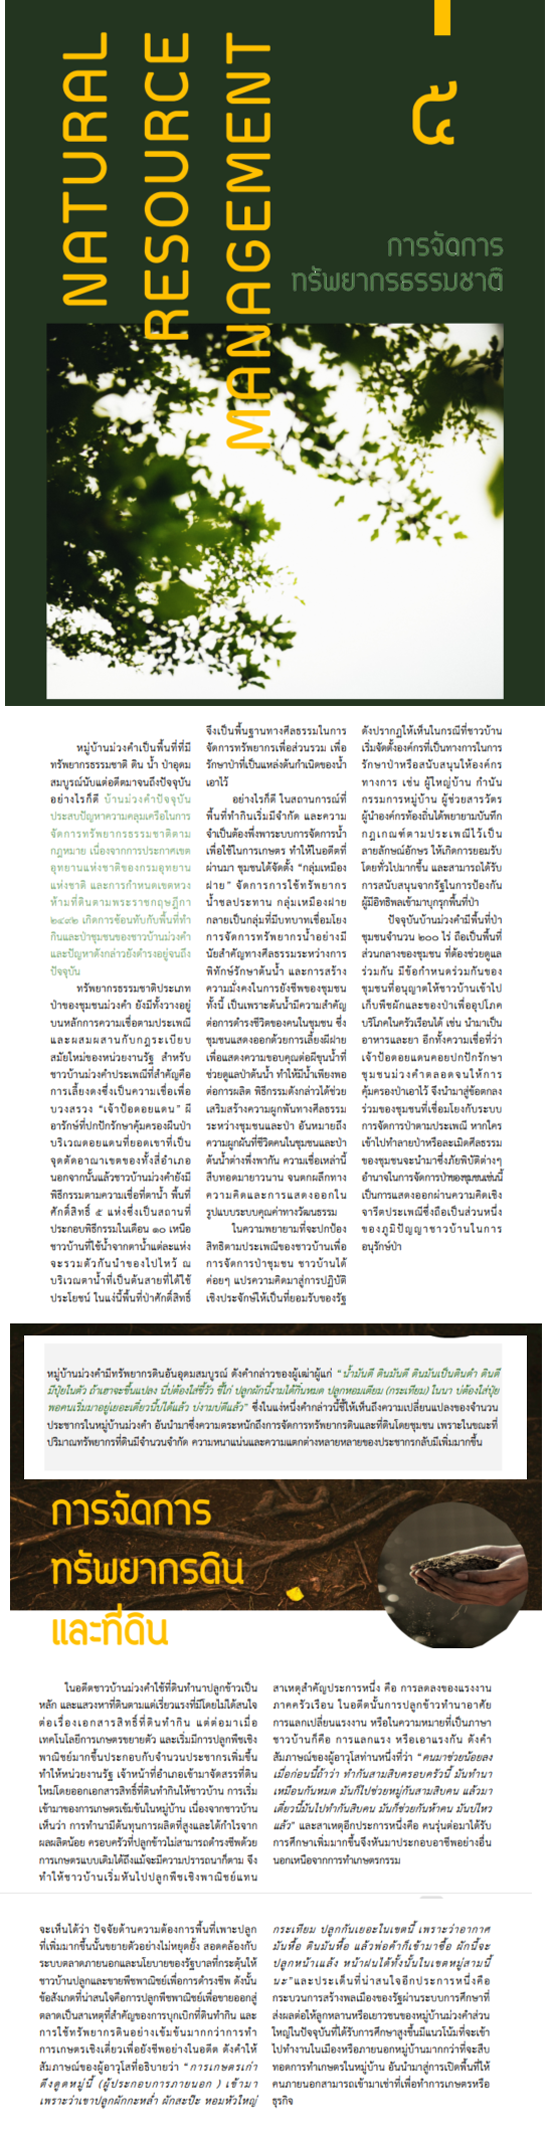 NATURAL
RESOURCE
MANAGEMENT
๕
การจัดการ
ทรัพยากรธรรมชาติ
หมู่บ้านม่วงคำเป็นพื้นที่ที่มี
ทรัพยากรธรรมชาติ ดิน น้ำ ป่าอุดม
สมบูรณ์นับแต่อดีตมาจนถึงปัจจุบัน
อย่างไรก็ดี บ้านม่วงคำปัจจุบัน
ประสบปัญหาความคลุมเครือในการ
จัดการทรัพยากรธรรมชาติตาม
กฎหมาย เนื่องจากการประกาศเขต
อุทยานแห่งชาติของกรมอุทยาน
แห่งชาติ และการกำหนดเขตหวง
ห้ามที่ดินตามพระราชกฤษฎีกา
๒๔๙๒ เกิดการซ้อนทับกับพื้นที่ทำ
กินและป่าชุมชนของชาวบ้านม่วงคำ
และปัญหาดังกล่าวยังดำรงอยู่จนถึง
ปัจจุบัน
ทรัพยากรธรรมชาติประเภท
ป่าของชุมชนม่วงคำ ยังมีทั้งวางอยู่
บนหลักการความเชื่อตามประเพณี
และผสมผสานกับกฎระเบียบ
สมัยใหม่ของหน่วยงานรัฐ สำหรับ
ชาวบ้านม่วงคำประเพณีที่สำคัญคือ
การเลี้ยงดงซึ่งเป็นความเชื่อเพื่อ
บวงสรวง “เจ้าป้อดอยแดน” ผี
อารักษ์ที่ปกปักรักษาคุ้มครองผืนป่า
บริเวณดอยแดนที่ยอดเขาที่เป็น
จุดตัดอาณาเขตของทั้งสี่อำเภอ
นอกจากนั้นแล้วชาวบ้านม่วงคำยังมี
พิธีกรรมตามความเชื่อที่ตาน้ำ พื้นที่
ศักดิ์สิทธิ์ ๕ แห่งซึ่งเป็นสถานที่
ประกอบพิธีกรรมในเดือน ๑๐ เหนือ
ชาวบ้านที่ใช้น้ำจากตาน้ำแต่ละแห่ง
จะรวมตัวกันนำของไปไหว้ ณ
บริเวณตาน้ำที่เป็นต้นสายที่ได้ใช้
ประโยชน์ ในแง่นี้พื้นที่ป่าศักดิ์สิทธิ์
จึงเป็นพื้นฐานทางศีลธรรมในการ
จัดการทรัพยากรเพื่อส่วนรวม เพื่อ
รักษาป่าที่เป็นแหล่งต้นกำเนิดของน้ำ
เอาไว้
อย่างไรก็ดี ในสถานการณ์ที่
พื้นที่ทำกินเริ่มมีจำกัด และความ
จำเป็นต้องพึ่งพาระบบการจัดการน้ำ
เพื่อใช้ในการเกษตร ทำให้ในอดีตที่
ผ่านมา ชุมชนได้จัดตั้ง “กลุ่มเหมือง
ฝาย” จัดการการใช้ทรัพยากร
น้ำชลประทาน กลุ่มเหมืองฝาย
กลายเป็นกลุ่มที่มีบทบาทเชื่อมโยง
การจัดการทรัพยากรน้ำอย่างมี
นัยสำคัญทางศีลธรรมระหว่างการ
พิทักษ์รักษาต้นน้ำ และการสร้าง
ความมั่งคงในการยังชีพของชุมชน
ทั้งนี้ เป็นเพราะต้นน้ำมีความสำคัญ
ต่อการดำรงชีวิตของคนในชุมชน ซึ่ง
ชุมชนแสดงออกด้วยการเลี้ยงผีฝาย
เพื่อแสดงความขอบคุณต่อผีขุนน้ำที่
ช่วยดูแลป่าต้นน้ำ ทำให้มีน้ำเพียงพอ
ต่อการผลิต พิธีกรรมดังกล่าวได้ช่วย
เสริมสร้างความผูกพันทางศีลธรรม
ระหว่างชุมชนและป่า อันหมายถึง
ความผูกผันที่ชีวิตคนในชุมชนและป่า
ต้นน้ำต่างพึ่งพากัน ความเชื่อเหล่านี้
สืบทอดมายาวนาน จนตกผลึกทาง
ความคิดและการแสดงออกใน
รูปแบบระบบคุณค่าทางวัฒนธรรม
ในความพยายามที่จะปกป้อง
สิทธิตามประเพณีของชาวบ้านเพื่อ
การจัดการป่าชุมชน ชาวบ้านได้
ค่อยๆ แปรความคิดมาสู่การปฏิบัติ
เชิงประจักษ์ให้เป็นที่ยอมรับของรัฐ
ดังปรากฏให้เห็นในกรณีที่ชาวบ้าน
เริ่มจัดตั้งองค์กรที่เป็นทางการในการ
รักษาป่าหรือสนับสนุนให้องค์กร
ทางการ เช่น ผู้ใหญ่บ้าน กำนัน
กรรมการหมู่บ้าน ผู้ช่วยสารวัตร
ผู้นำองค์กรท้องถิ่นได้พยายามบันทึก
กฎเกณฑ์ตามประเพณีไว้เป็น
ลายลักษณ์อักษร ให้เกิดการยอมรับ
โดยทั่วไปมากขึ้น และสามารถได้รับ
การสนับสนุนจากรัฐในการป้องกัน
ผู้มีอิทธิพลเข้ามาบุกรุกพื้นที่ป่า
ปัจจุบันบ้านม่วงคำมีพื้นที่ป่า
ชุมชนจำนวน ๒๐๐ ไร่ ถือเป็นพื้นที่
ส่วนกลางของชุมชน ที่ต้องช่วยดูแล
ร่วมกัน มีข้อกำหนดร่วมกันของ
ชุมชนที่อนุญาตให้ชาวบ้านเข้าไป
เก็บพืชผักและของป่าเพื่ออุปโภค
บริโภคในครัวเรือนได้ เช่น นำมาเป็น
อาหารและยา อีกทั้งความเชื่อที่ว่า
เจ้าป้อดอยแดนคอยปกปักรักษา
ชุมชนม่วงคำตลอดจนให้การ
คุ้มครองป่าเอาไว้ จึงนำมาสู่ข้อตกลง
ร่วมของชุมชนที่เชื่อมโยงกับระบบ
การจัดการป่าตามประเพณี หากใคร
เข้าไปทำลายป่าหรือละเมิดศีลธรรม
ของชุมชนจะนำมาซึ่งภัยพิบัติต่างๆ
อำนาจในการจัดการป่าของชุมชนเช่นนี้
เป็นการแสดงออกผ่านความคิดเชิง
จารีตประเพณีซึ่งถือเป็นส่วนหนึ่ง
ของภูมิปัญญาชาวบ้านในการ
อนุรักษ์ป่า
หมู่บ้านม่วงคำมีทรัพยากรดินอันอุดมสมบูรณ์ ดังคำกล่าวของผู้เฒ่าผู้แก่ “น้ำมันดี ดินมันดี ดินมันเป็นดินดำ ดินดี
มีปุ๋ยในตัว ถ้าเฮาจะขึ้นแปลง นี่บ่ต้องใส่ขี้วัว ขี้ไก่ ปลูกผักนี้งามได้กิ๋นหมด ปลูกหอมเตียม (กระเทียม) ในนา บ่ต้องใส่ปุ๋ย
พอคนเริ่มมาอยู่เยอะเดี๋ยวนี้บ่ได้แล้ว บ่งามบ่ดีแล้ว” ซึ่งในแง่หนึ่งคำกล่าวนี้ชี้ให้เห็นถึงความเปลี่ยนแปลงของจำนวน
ประชากรในหมู่บ้านม่วงคำ อันนำมาซึ่งความตระหนักถึงการจัดการทรัพยากรดินและที่ดินโดยชุมชน เพราะในขณะที่
ปริมาณทรัพยากรที่ดินมีจำนวนจำกัด ความหนาแน่นและความแตกต่างหลายหลายของประชากรกลับมีเพิ่มมากขึ้น
การจัดการ
ทรัพยากรดิน
และที่ดิน
ในอดีตชาวบ้านม่วงคำใช้ที่ดินทำนาปลูกข้าวเป็น
หลัก และแสวงหาที่ดินตามแต่เรี่ยวแรงที่มีโดยไม่ได้สนใจ
ต่อเรื่องเอกสารสิทธิ์ที่ดินทำกิน แต่ต่อมาเมื่อ
เทคโนโลยีการเกษตรขยายตัว และเริ่มมีการปลูกพืชเชิง
พาณิชย์มากขึ้นประกอบกับจำนวนประชากรเพิ่มขึ้น
ทำให้หน่วยงานรัฐ เจ้าหน้าที่อำเภอเข้ามาจัดสรรที่ดิน
ใหม่โดยออกเอกสารสิทธิ์ที่ดินทำกินให้ชาวบ้าน การเริ่ม
เข้ามาของการเกษตรเข้มข้นในหมู่บ้าน เนื่องจากชาวบ้าน
เห็นว่า การทำนามีต้นทุนการผลิตที่สูงและได้กำไรจาก
ผลผลิตน้อย ครอบครัวที่ปลูกข้าวไม่สามารถดำรงชีพด้วย
การเกษตรแบบเดิมได้ถึงแม้จะมีความปรารถนาก็ตาม จึง
ทำให้ชาวบ้านเริ่มหันไปปลูกพืชเชิงพาณิชย์แทน
สาเหตุสำคัญประการหนึ่ง คือ การลดลงของแรงงาน
ภาคครัวเรือน ในอดีตนั้นการปลูกข้าวทำนาอาศัย
การแลกเปลี่ยนแรงงาน หรือในความหมายที่เป็นภาษา
ชาวบ้านก็คือ การแลกแรง หรือเอาแรงกัน ดังคำ
สัมภาษณ์ของผู้อาวุโสท่านหนึ่งที่ว่า “คนมาช่วยน้อยลง
เมื่อก่อนนี้ถ้าว่า ทำกันสามสิบครอบครัวนี้ มันทำนา
เหมือนกันหมด มันก็ไปช่วยหมู่กันสามสิบคน แล้วมา
เดี๋ยวนี้มันไปทำกันสิบคน มันก็ช่วยกันห้าคน มันบ่ไหว
แล้ว” และสาเหตุอีกประการหนึ่งคือ คนรุ่นต่อมาได้รับ
การศึกษาเพิ่มมากขึ้นจึงหันมาประกอบอาชีพอย่างอื่น
นอกเหนือจากการทำเกษตรกรรม
จะเห็นได้ว่า ปัจจัยด้านความต้องการพื้นที่เพาะปลูก
ที่เพิ่มมากขึ้นนั้นขยายตัวอย่างไม่หยุดยั้ง สอดคล้องกับ
ระบบตลาดภายนอกและนโยบายของรัฐบาลที่กระตุ้นให้
ชาวบ้านปลูกและขายพืชพาณิชย์เพื่อการดำรงชีพ ดังนั้น
ข้อสังเกตที่น่าสนใจคือการปลูกพืชพาณิชย์เพื่อขายออกสู่
ตลาดเป็นสาเหตุที่สำคัญของการบุกเบิกที่ดินทำกิน และ
การใช้ทรัพยากรดินอย่างเข้มข้นมากกว่าการทำ
การเกษตรเชิงเดี่ยวเพื่อยังชีพอย่างในอดีต ดังคำให้
สัมภาษณ์ของผู้อาวุโสที่อธิบายว่า “การเกษตรเก่า
ดึงดูดหมู่นี้ (ผู้ประกอบการภายนอก ) เข้ามา
เพราะว่าเขาปลูกผักกะหล่ำ ผักสะป๊ะ หอมหัวใหญ่
กระเทียม ปลูกกันเยอะในเขตนี้ เพราะว่าอากาศ
มันหื้อ ดินมันหื้อ แล้วพ่อค้าก็เข้ามาซื้อ ผักนี้จะ
ปลูกหน้าแล้ง หน้าฝนได้ทั้งนั้นในเขตหมู่สามนี้
นะ”และประเด็นที่น่าสนใจอีกประการหนึ่งคือ
กระบวนการสร้างพลเมืองของรัฐผ่านระบบการศึกษาที่
ส่งผลต่อให้ลูกหลานหรือเยาวชนของหมู่บ้านม่วงคำส่วน
ใหญ่ในปัจจุบันที่ได้รับการศึกษาสูงขึ้นมีแนวโน้มที่จะเข้า
ไปทำงานในเมืองหรือภายนอกหมู่บ้านมากกว่าที่จะสืบ
ทอดการทำเกษตรในหมู่บ้าน อันนำมาสู่การเปิดพื้นที่ให้
คนภายนอกสามารถเข้ามาเช่าที่เพื่อทำการเกษตรหรือ
ธุรกิจ